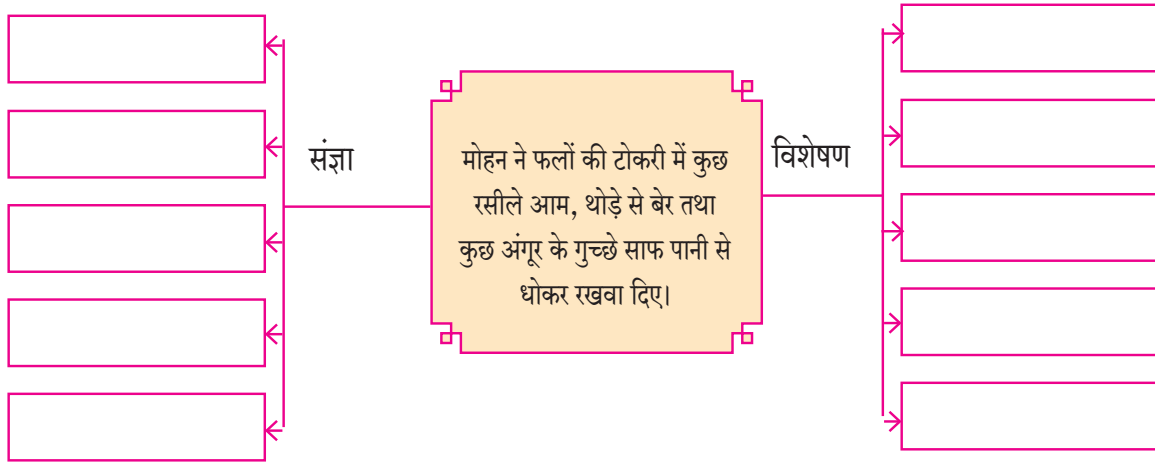 संज्ञा
मोहन ने फलों की टोकरी में कुछ
रसीले आम, थोड़े से बेर तथा
कुछ अंगूर के गुच्छे साफ पानी से
धोकर रखवा दिए।
विशेषण